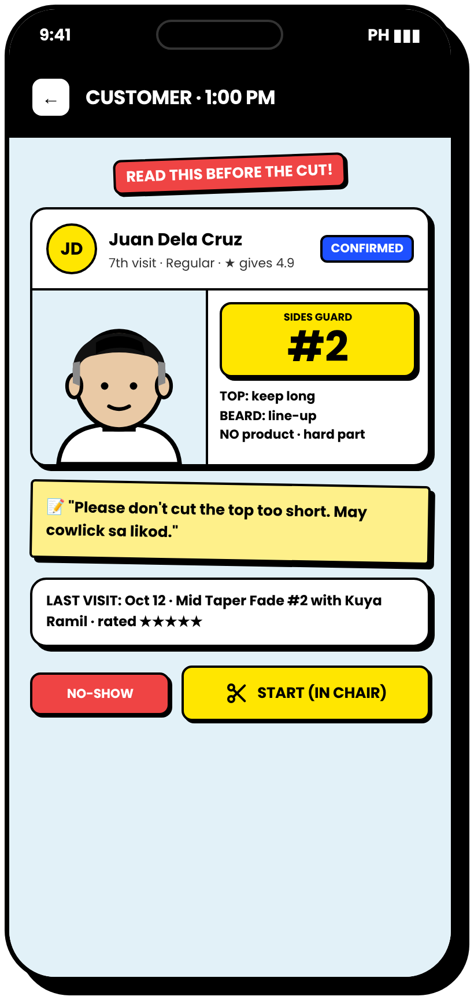 9:41
PH
← CUSTOMER · 1:00 PM
READ THIS BEFORE THE CUT!
JD
Juan Dela Cruz
7th visit · Regular · ★ gives 4.9
CONFIRMED
SIDES GUARD
#2
TOP: keep long
BEARD: line-up
NO product · hard part
📝 "Please don't cut the top too short. May
cowlick sa likod."
LAST VISIT: Oct 12 · Mid Taper Fade #2 with Kuya
Ramil · rated ★★★★★
NO-SHOW
START (IN CHAIR)